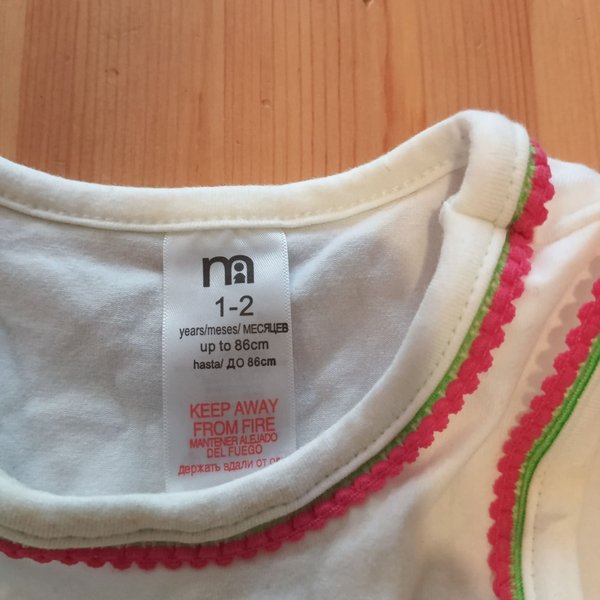 m
1-2
years/meses/ МЕСЯЦЕВ
up to 86cm
hasta/ ДО 86cm
KEEP AWAY
FROM FIRE
MANTENER ALEJADO
DEL FUEGO
держать вдали от